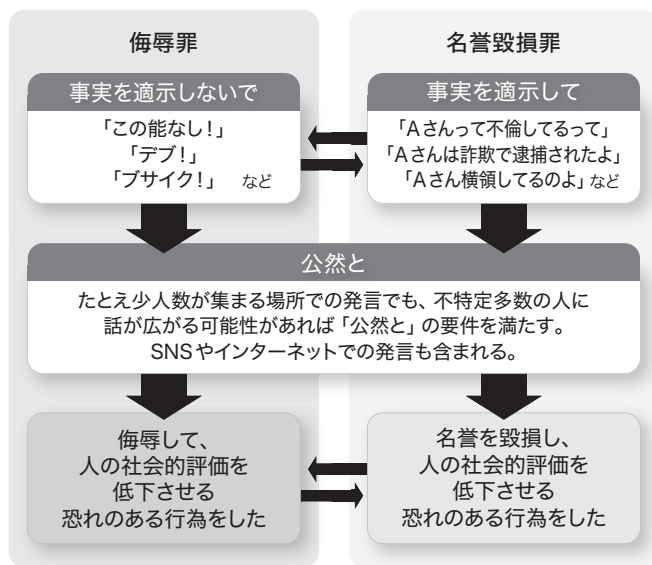 侮辱罪
事実を適示しないで
「この能なし!」
「デブ!」
「ブサイク!」 など
名誉毀損罪
事実を適示して
「Aさんって不倫してるって」
「Aさんは詐欺で逮捕されたよ」
「Aさん横領してるのよ」など
公然と
たとえ少人数が集まる場所での発言でも、不特定多数の人に
話が広がる可能性があれば「公然と」の要件を満たす。
SNSやインターネットでの発言も含まれる。
侮辱して、
人の社会的評価を
低下させる
恐れのある行為をした
名誉を毀損し、
人の社会的評価を
低下させる
恐れのある行為をした